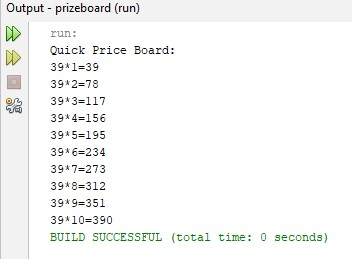 Output - prizeboard (run)
run:
Quick Price Board:
39*1=39
39*2=78
39*3=117
39*4=156
39*5=195
39*6=234
39*7=273
39*8=312
39*9=351
39*10=390
BUILD SUCCESSFUL (total time: 0 seconds)